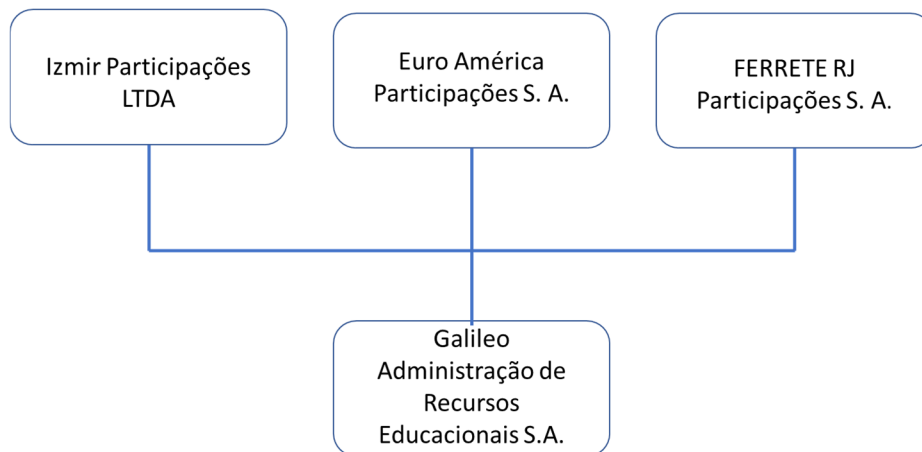 Izmir Participações
LTDA
Euro América
Participações S. A.
FERRETE RJ
Participações S. A.
Galileo
Administração de
Recursos
Educacionais S.A.